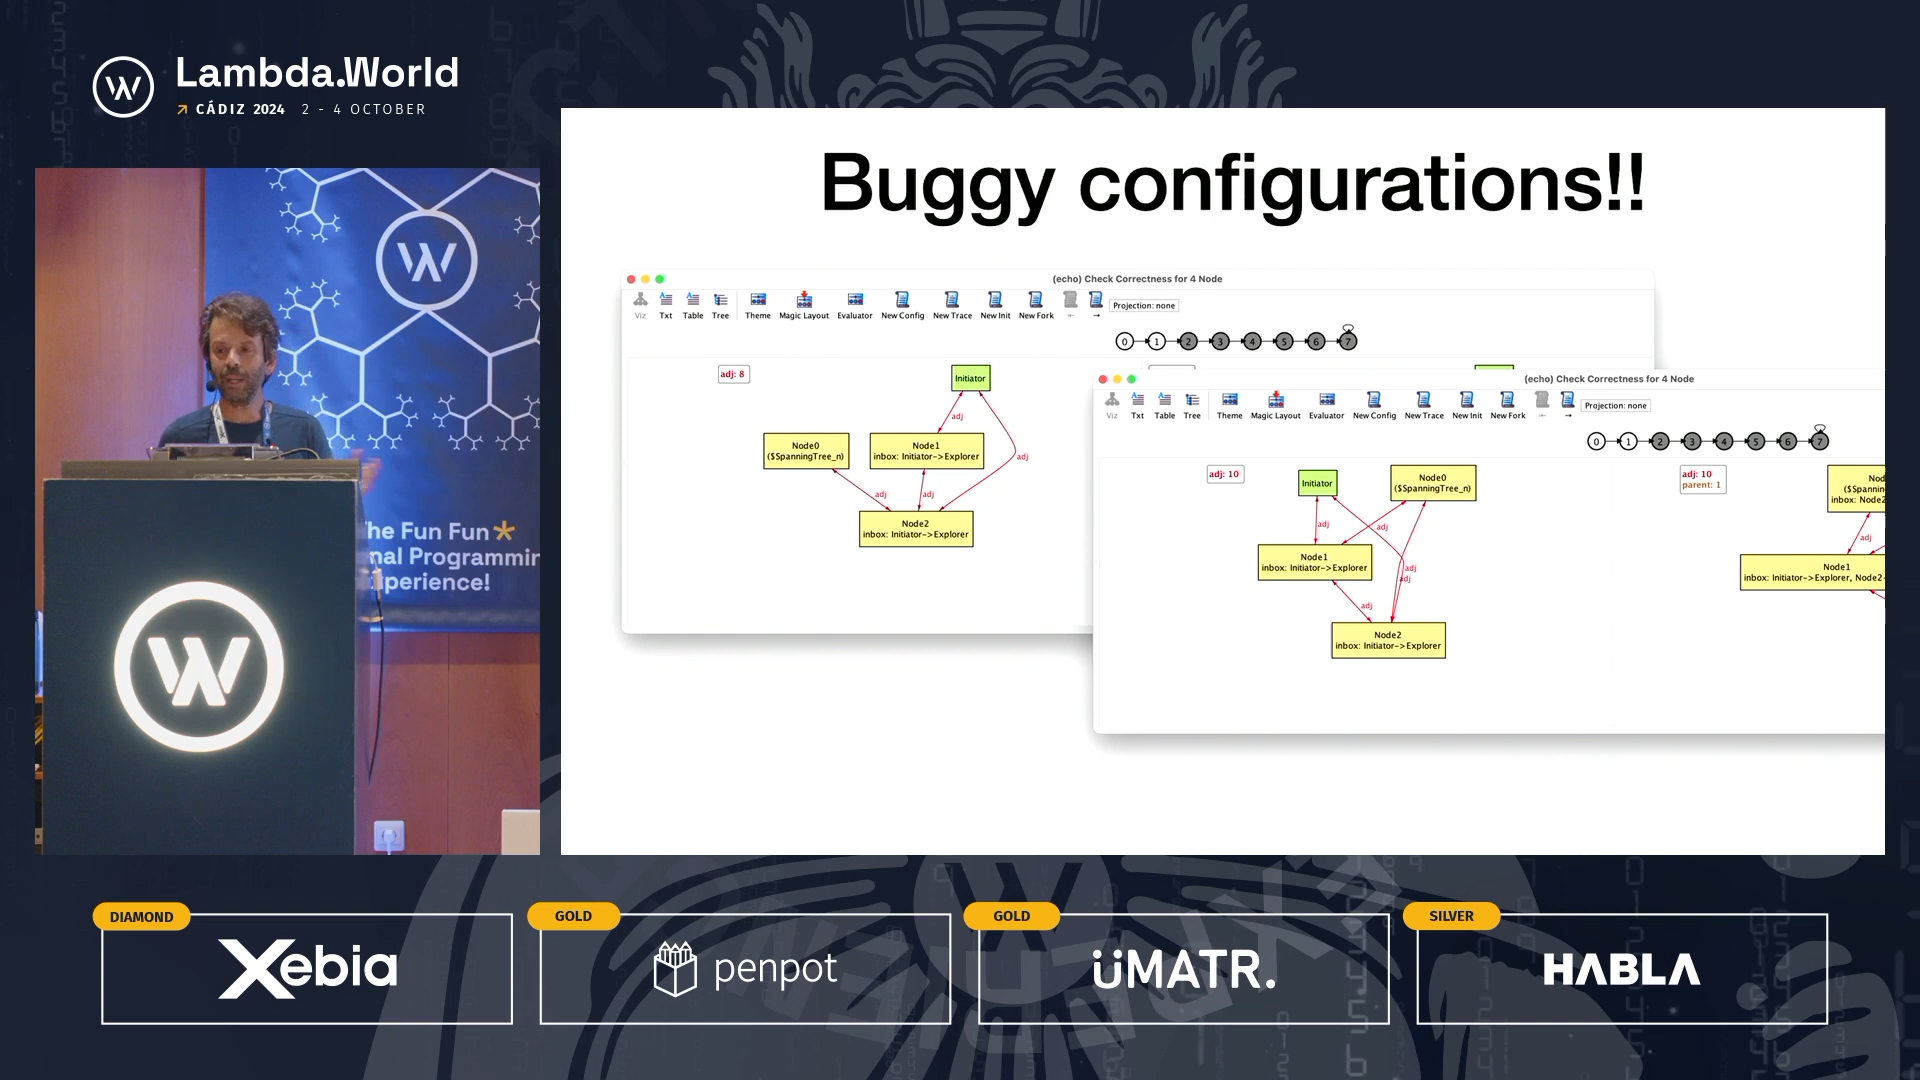 Lambda.World
CÁDIZ 2024 2 - 4 OCTOBER
he Fun Fun
nal Programmin
xperience!
Buggy configurations!!
(echo) Check Correctness for 4 Node
Viz Txt Table Tree Theme Magic Layout Evaluator New Config New Trace New Init New Fork Projection: none
0 1 2 3 4 5 6 7
adj: 8
Initiator
adj
Node0
($SpanningTree_n)
Node1
inbox: Initiator->Explorer
adj
adj
adj
Node2
inbox: Initiator->Explorer
(echo) Check Correctness for 4 Node
Viz Txt Table Tree Theme Magic Layout Evaluator New Config New Trace New Init New Fork Projection: none
0 1 2 3 4 5 6 7
adj: 10
Initiator
Node0
($SpanningTree_n)
adj
adj
Node1
inbox: Initiator->Explorer
adj
adj
adj
Node2
inbox: Initiator->Explorer
adj: 10
parent: 1
Nod
($Spannin
inbox: Node2
adj
Node1
inbox: Initiator->Explorer, Node2-
DIAMOND
Xebia
GOLD
penpot
GOLD
üMATR.
SILVER
HABLA